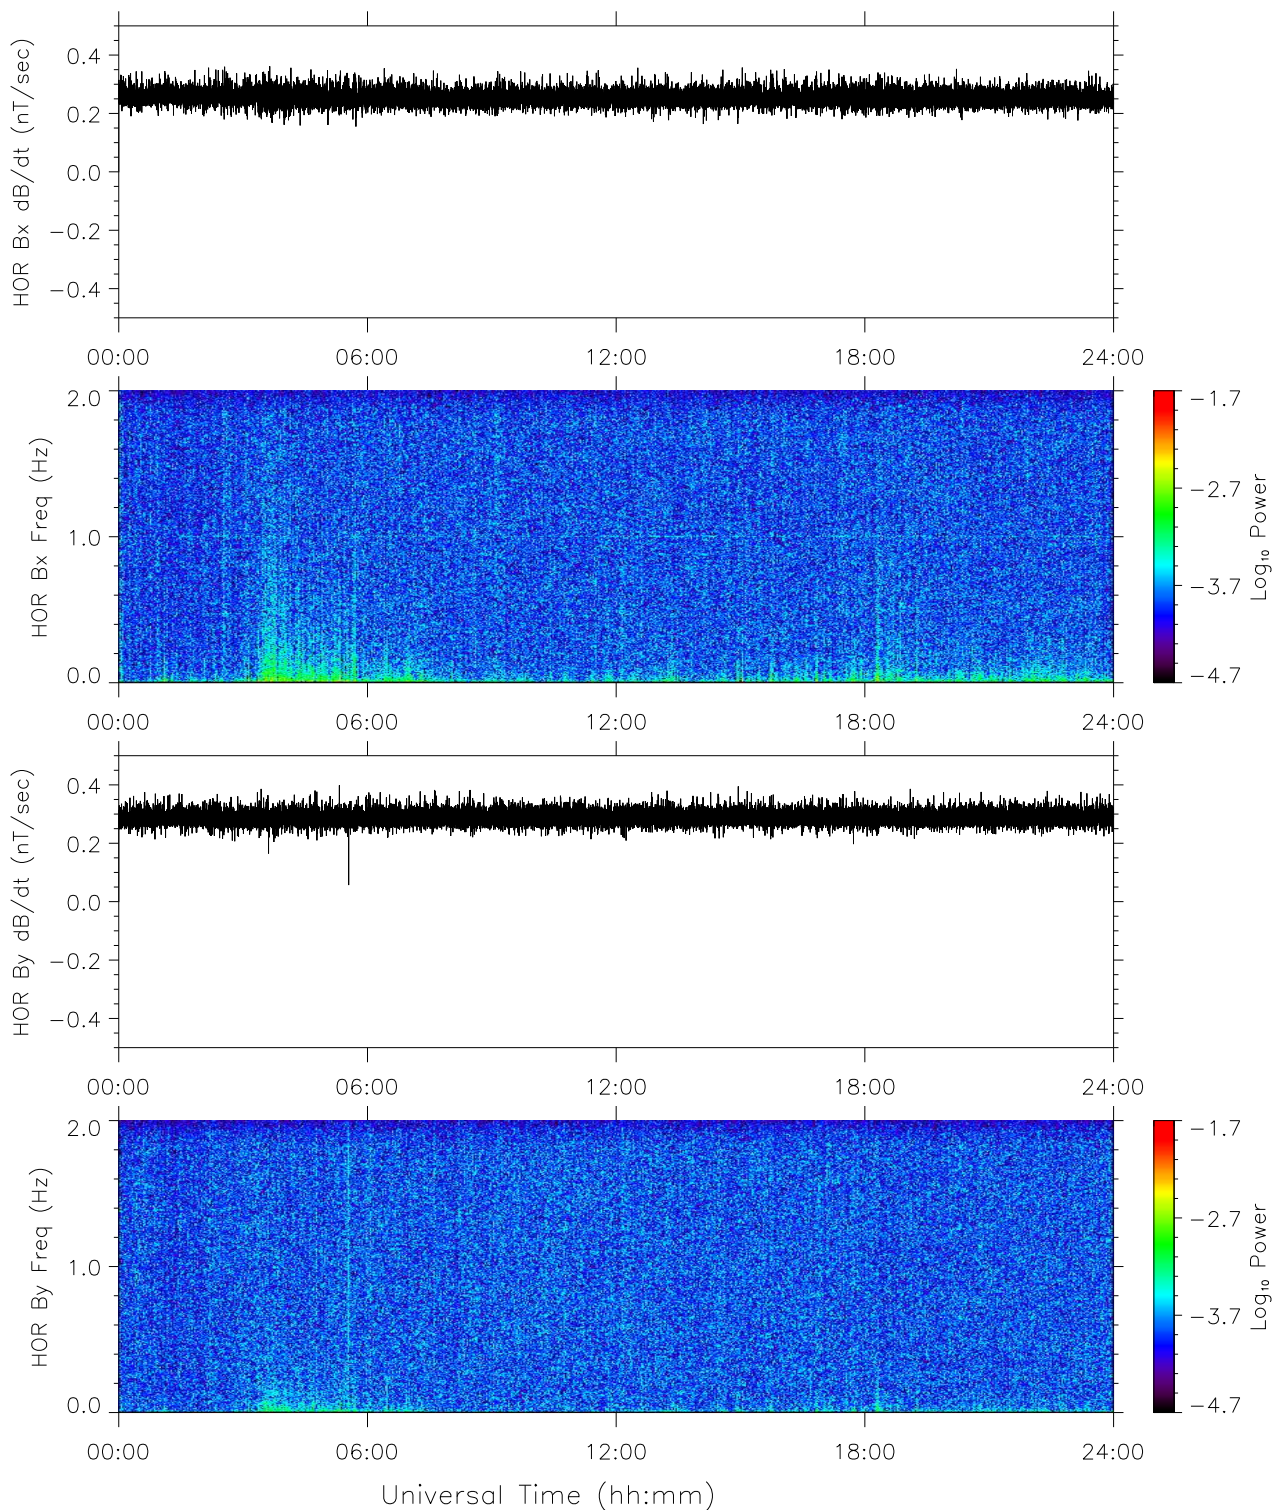 HOR Bx dB/dt (nT/sec)
0.4
0.2
0.0
−0.2
−0.4
00:00 06:00 12:00 18:00 24:00
HOR Bx Freq (Hz)
2.0
1.0
0.0
−1.7
−2.7
−3.7
−4.7
Log₁₀ Power
00:00 06:00 12:00 18:00 24:00
HOR By dB/dt (nT/sec)
0.4
0.2
0.0
−0.2
−0.4
00:00 06:00 12:00 18:00 24:00
HOR By Freq (Hz)
2.0
1.0
0.0
−1.7
−2.7
−3.7
−4.7
Log₁₀ Power
00:00 06:00 12:00 18:00 24:00
Universal Time (hh:mm)